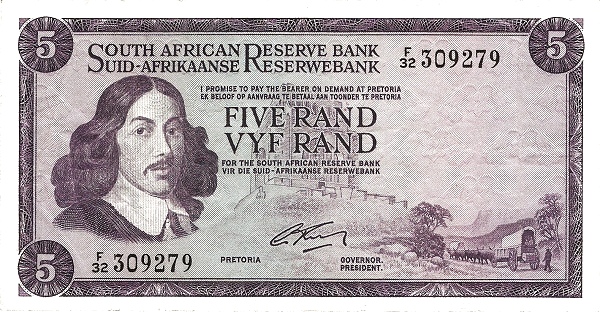 5
5
SOUTH AFRICAN RESERVE BANK
SUID-AFRIKAANSE RESERWEBANK
F/32 309279
I PROMISE TO PAY THE BEARER ON DEMAND AT PRETORIA
EK BELOOF OP AANVRAAG TE BETAAL AAN TOONDER TE PRETORIA
FIVE RAND
VYF RAND
FOR THE SOUTH AFRICAN RESERVE BANK
VIR DIE SUID-AFRIKAANSE RESERWEBANK
F/32 309279
PRETORIA
GOVERNOR.
PRESIDENT.
5
5